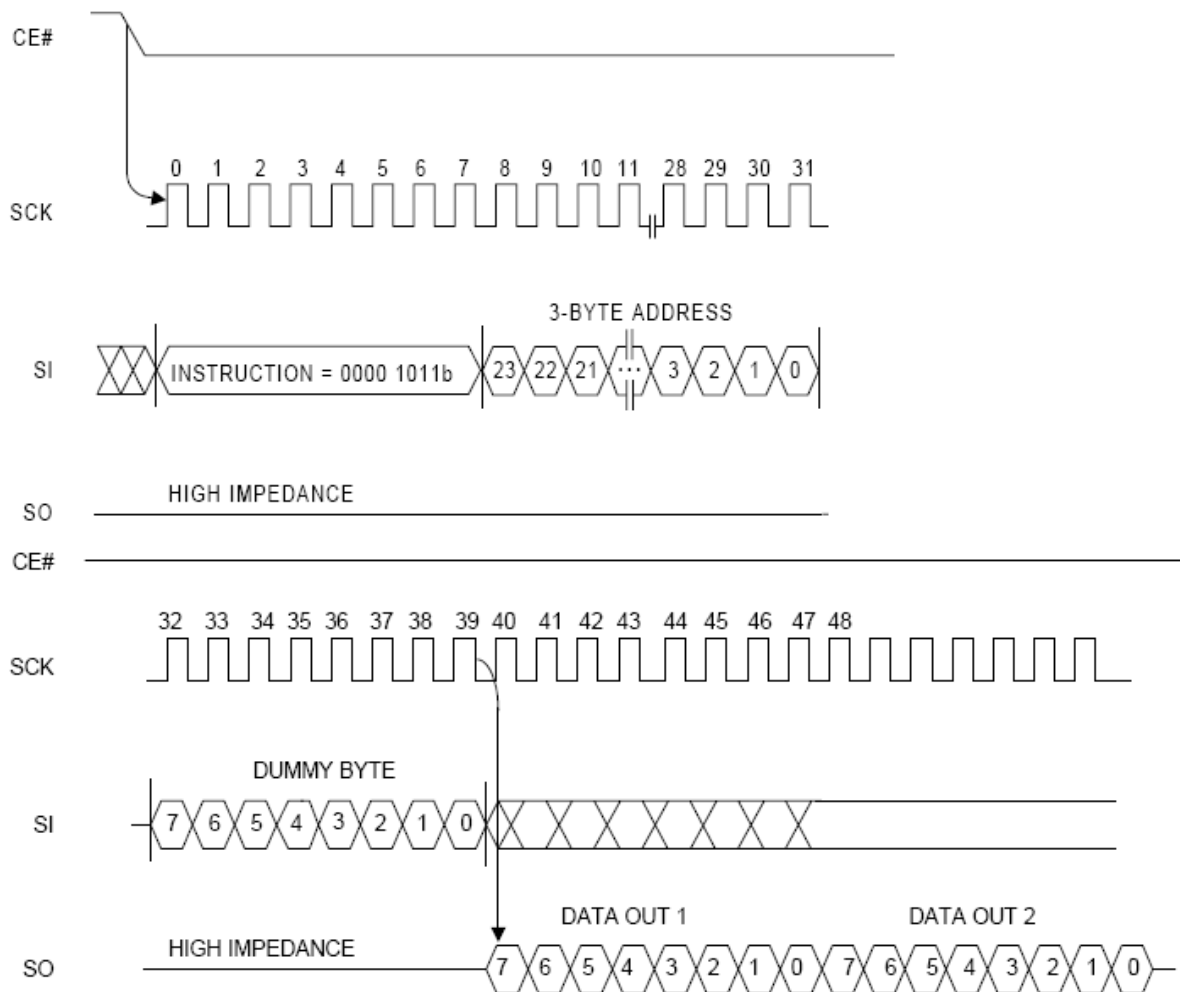 CE#
0 1 2 3 4 5 6 7 8 9 10 11 28 29 30 31
SCK
3-BYTE ADDRESS
SI INSTRUCTION = 0000 1011b 23 22 21 ... 3 2 1 0
HIGH IMPEDANCE
SO
CE#
32 33 34 35 36 37 38 39 40 41 42 43 44 45 46 47 48
SCK
DUMMY BYTE
SI 7 6 5 4 3 2 1 0
DATA OUT 1 DATA OUT 2
HIGH IMPEDANCE
SO 7 6 5 4 3 2 1 0 7 6 5 4 3 2 1 0